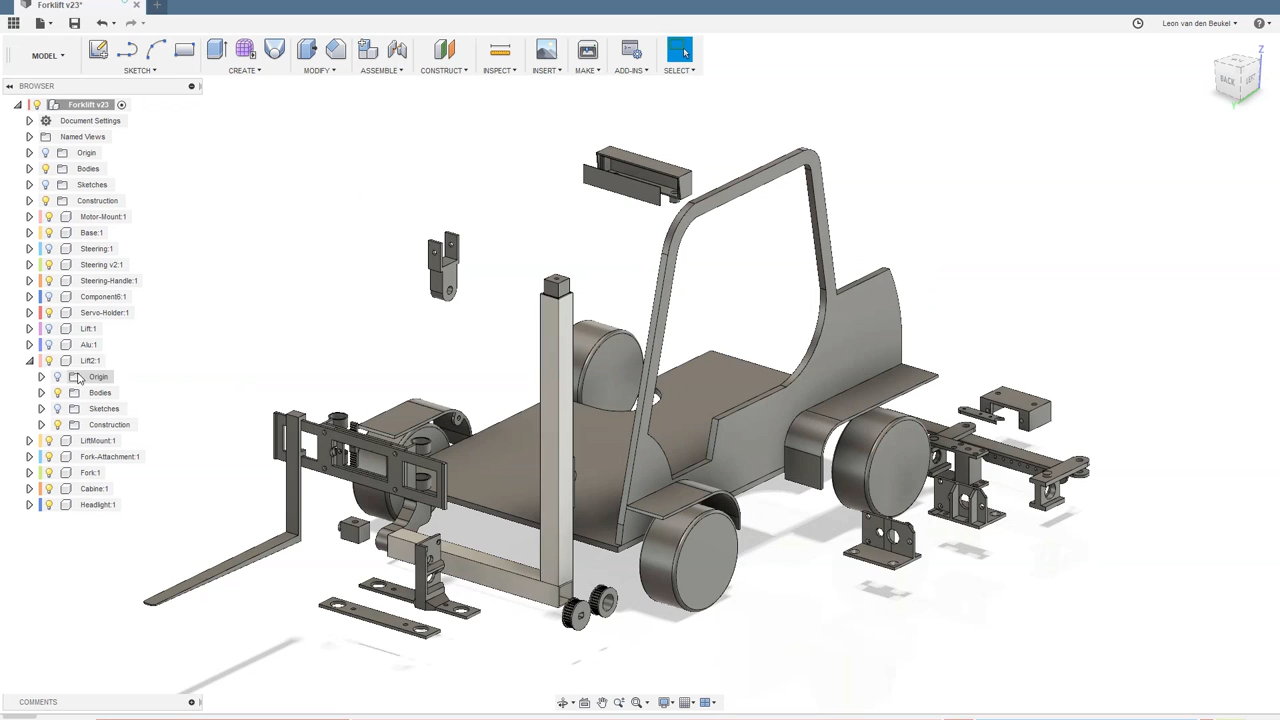 Forklift v23*
Leon van den Beukel
MODEL
SKETCH
CREATE
MODIFY
ASSEMBLE
CONSTRUCT
INSPECT
INSERT
MAKE
ADD-INS
SELECT
BROWSER
Forklift v23
Document Settings
Named Views
Origin
Bodies
Sketches
Construction
Motor-Mount:1
Base:1
Steering:1
Steering v2:1
Steering-Handle:1
Component6:1
Servo-Holder:1
Lift:1
Alu:1
Lift2:1
Origin
Bodies
Sketches
Construction
LiftMount:1
Fork-Attachment:1
Fork:1
Cabine:1
Headlight:1
BACK
LEFT
Z
Y
COMMENTS